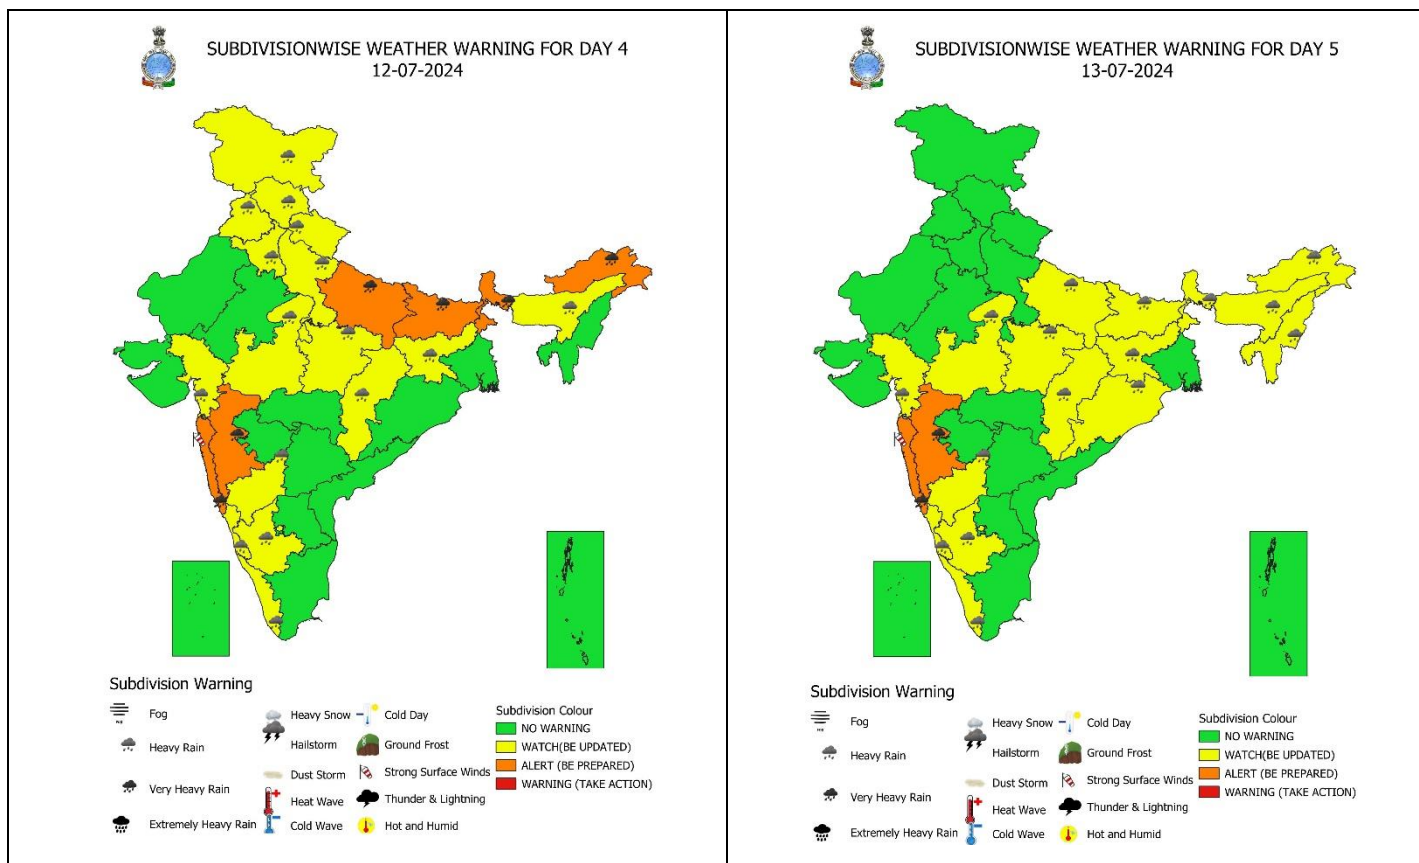 SUBDIVISIONWISE WEATHER WARNING FOR DAY 4
12-07-2024
Subdivision Warning
Fog
Heavy Rain
Very Heavy Rain
Extremely Heavy Rain
Heavy Snow
Hailstorm
Dust Storm
Heat Wave
Cold Wave
Cold Day
Ground Frost
Strong Surface Winds
Thunder & Lightning
Hot and Humid
Subdivision Colour
NO WARNING
WATCH(BE UPDATED)
ALERT (BE PREPARED)
WARNING (TAKE ACTION)
SUBDIVISIONWISE WEATHER WARNING FOR DAY 5
13-07-2024
Subdivision Warning
Fog
Heavy Rain
Very Heavy Rain
Extremely Heavy Rain
Heavy Snow
Hailstorm
Dust Storm
Heat Wave
Cold Wave
Cold Day
Ground Frost
Strong Surface Winds
Thunder & Lightning
Hot and Humid
Subdivision Colour
NO WARNING
WATCH(BE UPDATED)
ALERT (BE PREPARED)
WARNING (TAKE ACTION)